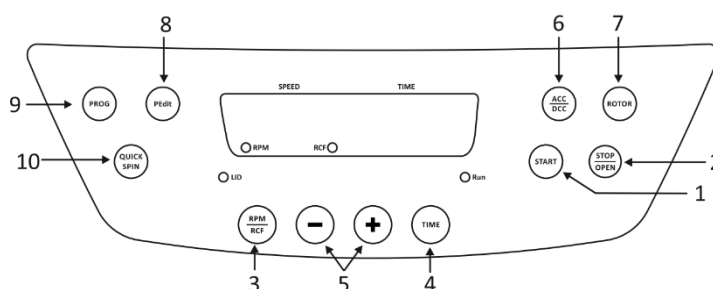 8
6
7
SPEED
TIME
9
PROG
PEdit
ACC
DCC
ROTOR
RPM
RCF
10
QUICK
SPIN
START
STOP
OPEN
2
LID
Run
1
RPM
RCF
−
+
TIME
3
5
4